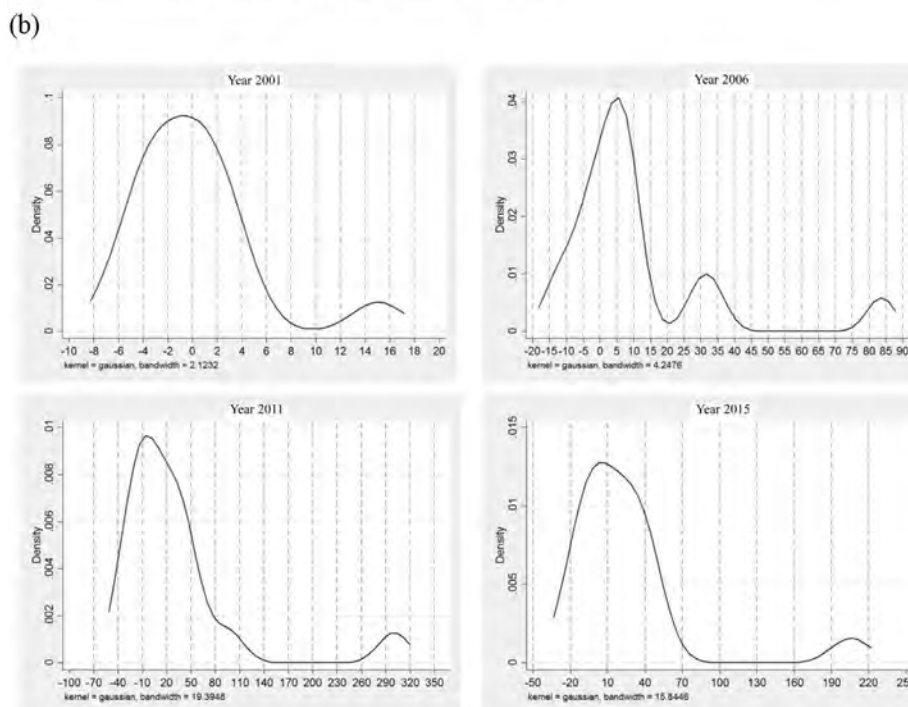 (b)
Year 2001
Density
.1
.08
.06
.04
.02
0
-10 -8 -6 -4 -2 0 2 4 6 8 10 12 14 16 18 20
kernel = gaussian, bandwidth = 2.1232
Year 2006
Density
.04
.03
.02
.01
0
-20 -15 -10 -5 0 5 10 15 20 25 30 35 40 45 50 55 60 65 70 75 80 85 90
kernel = gaussian, bandwidth = 4.2476
Year 2011
Density
.01
.008
.006
.004
.002
0
-100 -70 -40 -10 20 50 80 110 140 170 200 230 260 290 320 350
kernel = gaussian, bandwidth = 19.3948
Year 2015
Density
.015
.01
.005
0
-50 -20 10 40 70 100 130 160 190 220
kernel = gaussian, bandwidth = 15.8446